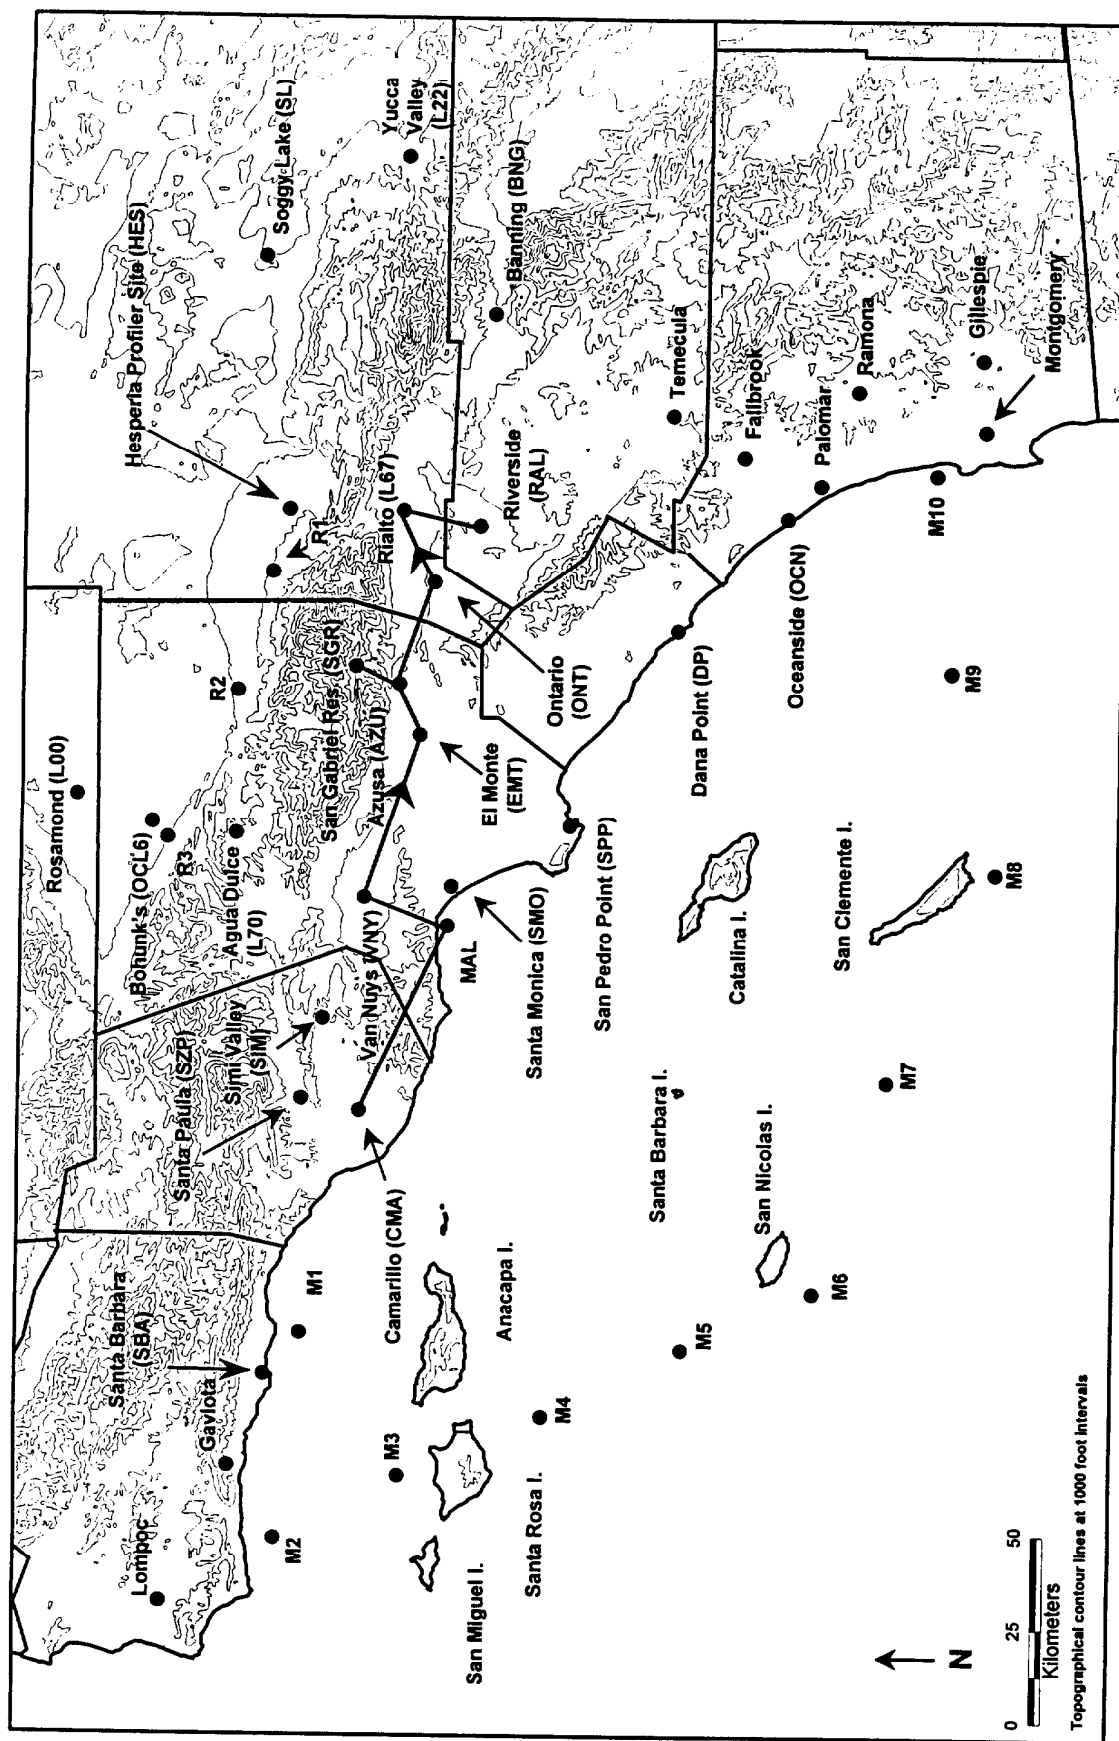 Rosamond (L00)
Bohunk's (OCL6)
R3
Agua Dulce
(L70)
R2
Hesperia Profiler Site (HES)
R1
Soggy Lake (SL)
Yucca
Valley
(L22)
Lompoc
Gaviota
Santa Barbara
(SBA)
Santa Paula (SZP)
Simi Valley
(SIM)
Van Nuys (VNY)
San Gabriel Res. (SGR)
Azusa (AZU)
Rialto (L67)
Banning (BNG)
Riverside
(RAL)
M2
M1
M3
Camarillo (CMA)
MAL
El Monte
(EMT)
Ontario
(ONT)
Temecula
San Miguel I.
Santa Rosa I.
M4
Anacapa I.
Santa Monica (SMO)
San Pedro Point (SPP)
Dana Point (DP)
Fallbrook
Palomar
Ramona
Oceanside (OCN)
Santa Barbara I.
M5
Catalina I.
San Nicolas I.
M6
M7
San Clemente I.
M8
M9
M10
Gillespie
Montgomery
N
0 25 50
Kilometers
Topographical contour lines at 1000 foot intervals